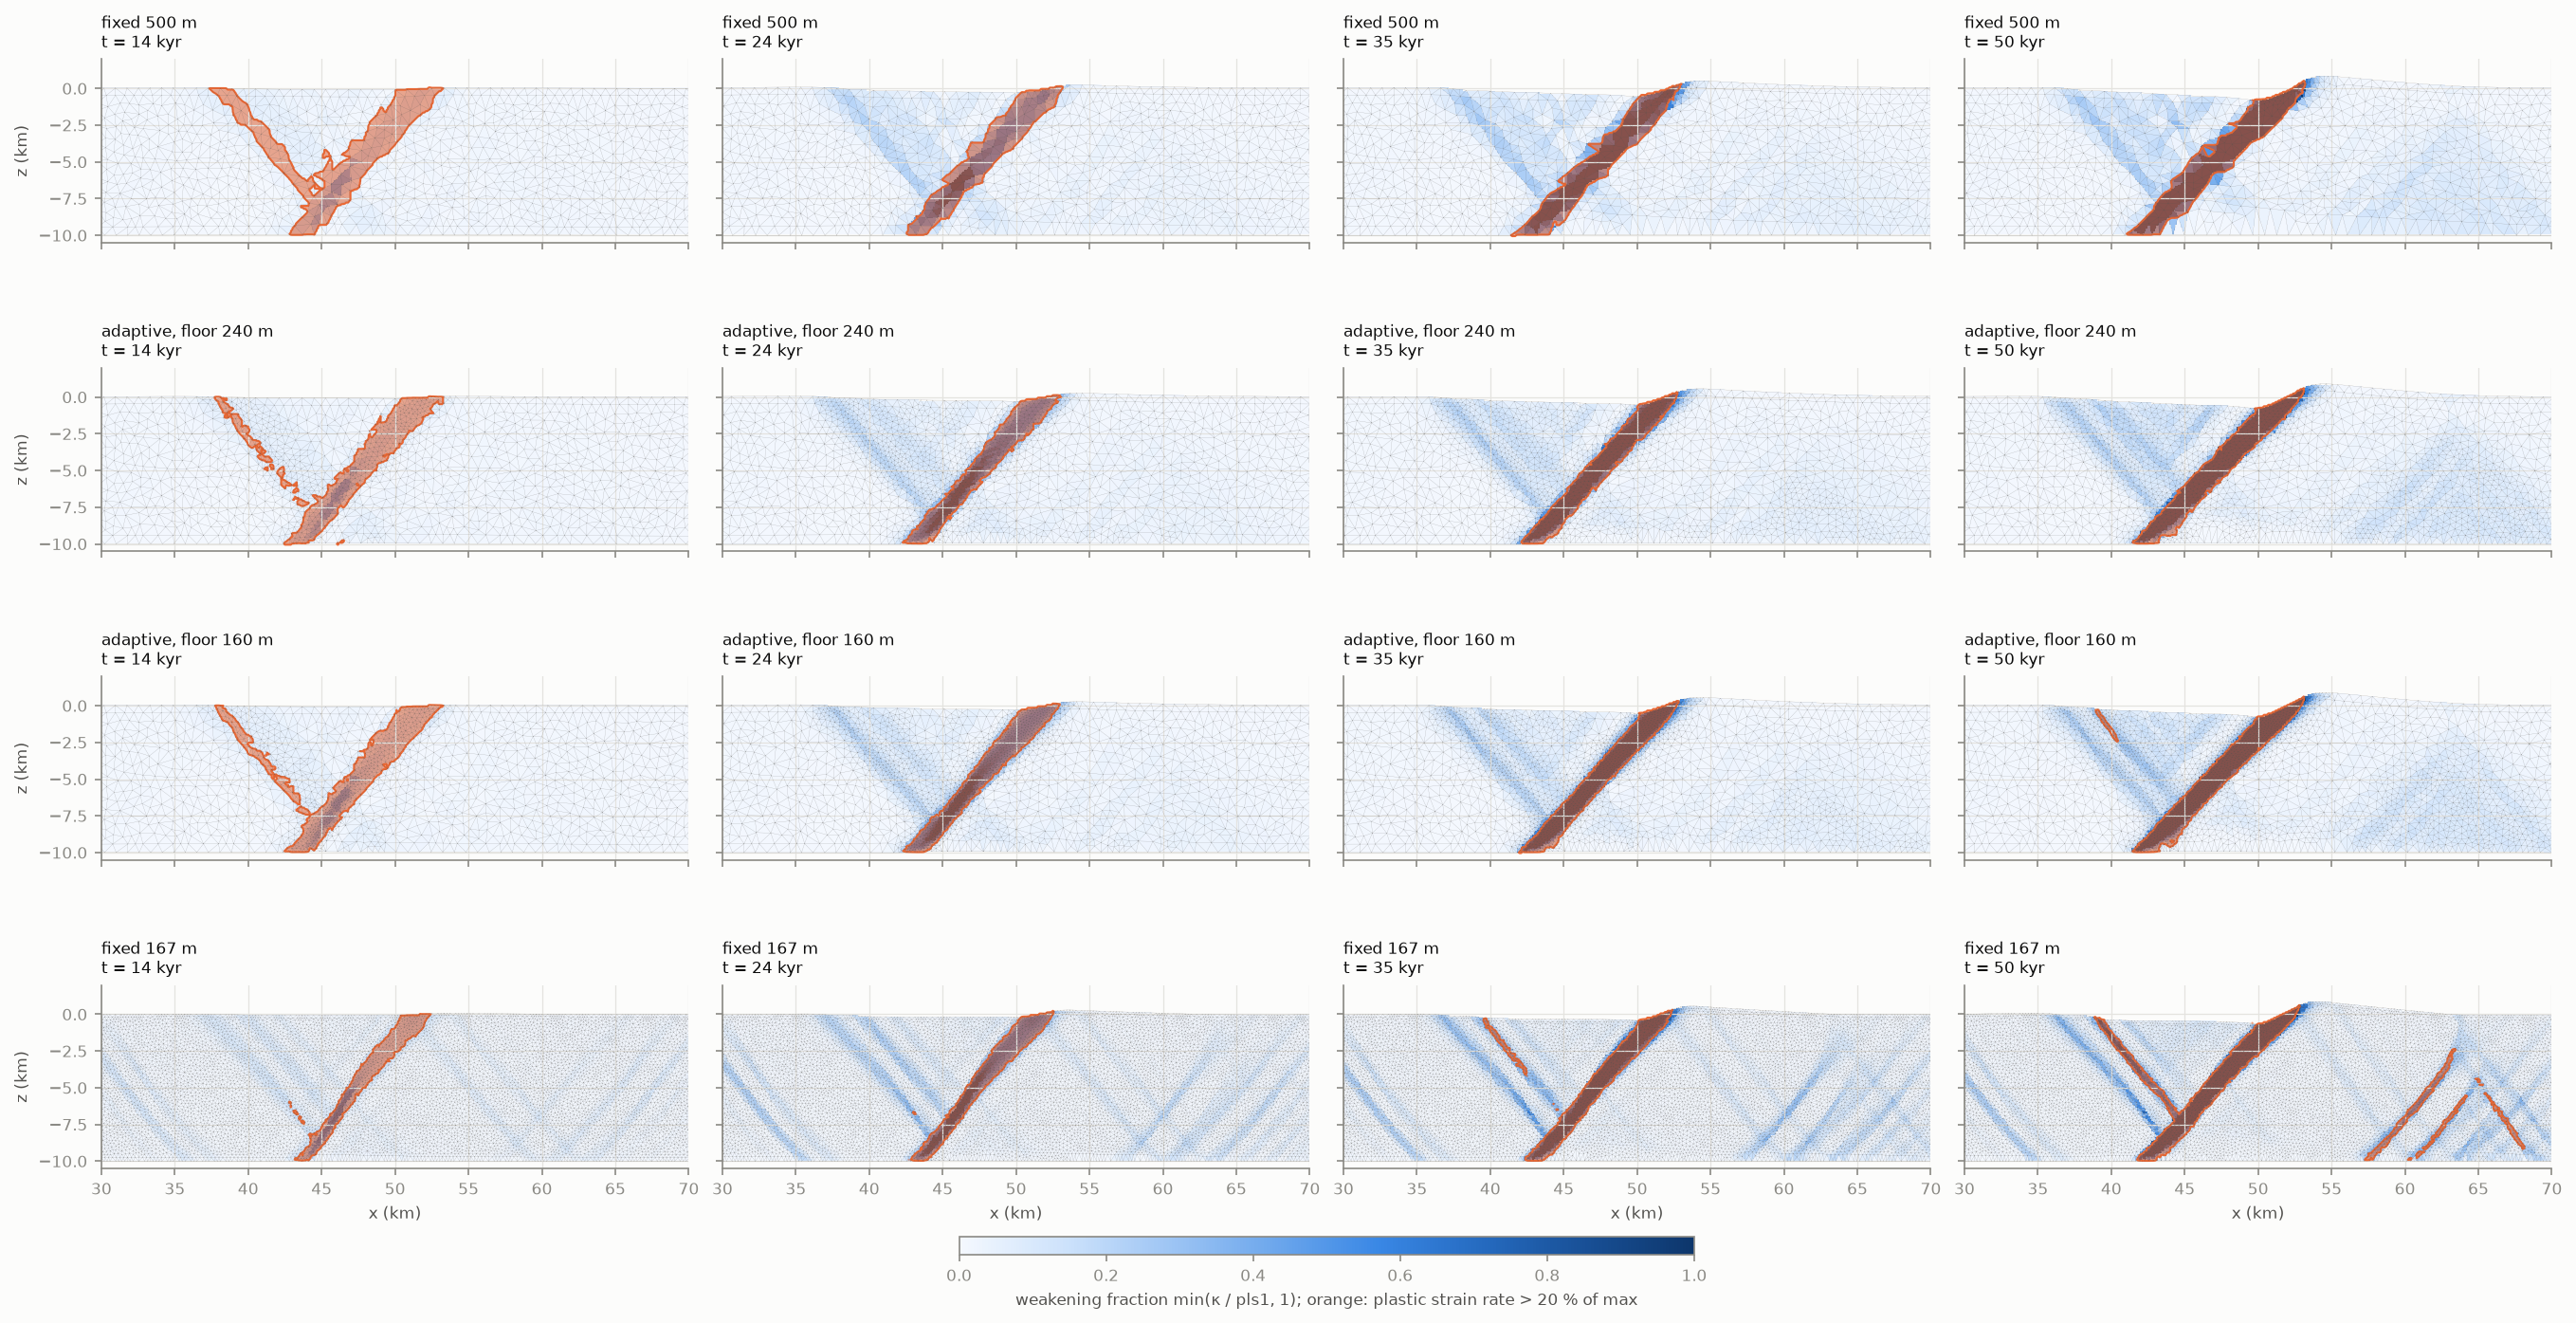 fixed 500 m
t = 14 kyr
fixed 500 m
t = 24 kyr
fixed 500 m
t = 35 kyr
fixed 500 m
t = 50 kyr
z (km)
0.0
−2.5
−5.0
−7.5
−10.0
adaptive, floor 240 m
t = 14 kyr
adaptive, floor 240 m
t = 24 kyr
adaptive, floor 240 m
t = 35 kyr
adaptive, floor 240 m
t = 50 kyr
z (km)
0.0
−2.5
−5.0
−7.5
−10.0
adaptive, floor 160 m
t = 14 kyr
adaptive, floor 160 m
t = 24 kyr
adaptive, floor 160 m
t = 35 kyr
adaptive, floor 160 m
t = 50 kyr
z (km)
0.0
−2.5
−5.0
−7.5
−10.0
fixed 167 m
t = 14 kyr
fixed 167 m
t = 24 kyr
fixed 167 m
t = 35 kyr
fixed 167 m
t = 50 kyr
z (km)
0.0
−2.5
−5.0
−7.5
−10.0
30 35 40 45 50 55 60 65 70
x (km)
30 35 40 45 50 55 60 65 70
x (km)
30 35 40 45 50 55 60 65 70
x (km)
30 35 40 45 50 55 60 65 70
x (km)
0.0 0.2 0.4 0.6 0.8 1.0
weakening fraction min(κ / pls1, 1); orange: plastic strain rate > 20 % of max